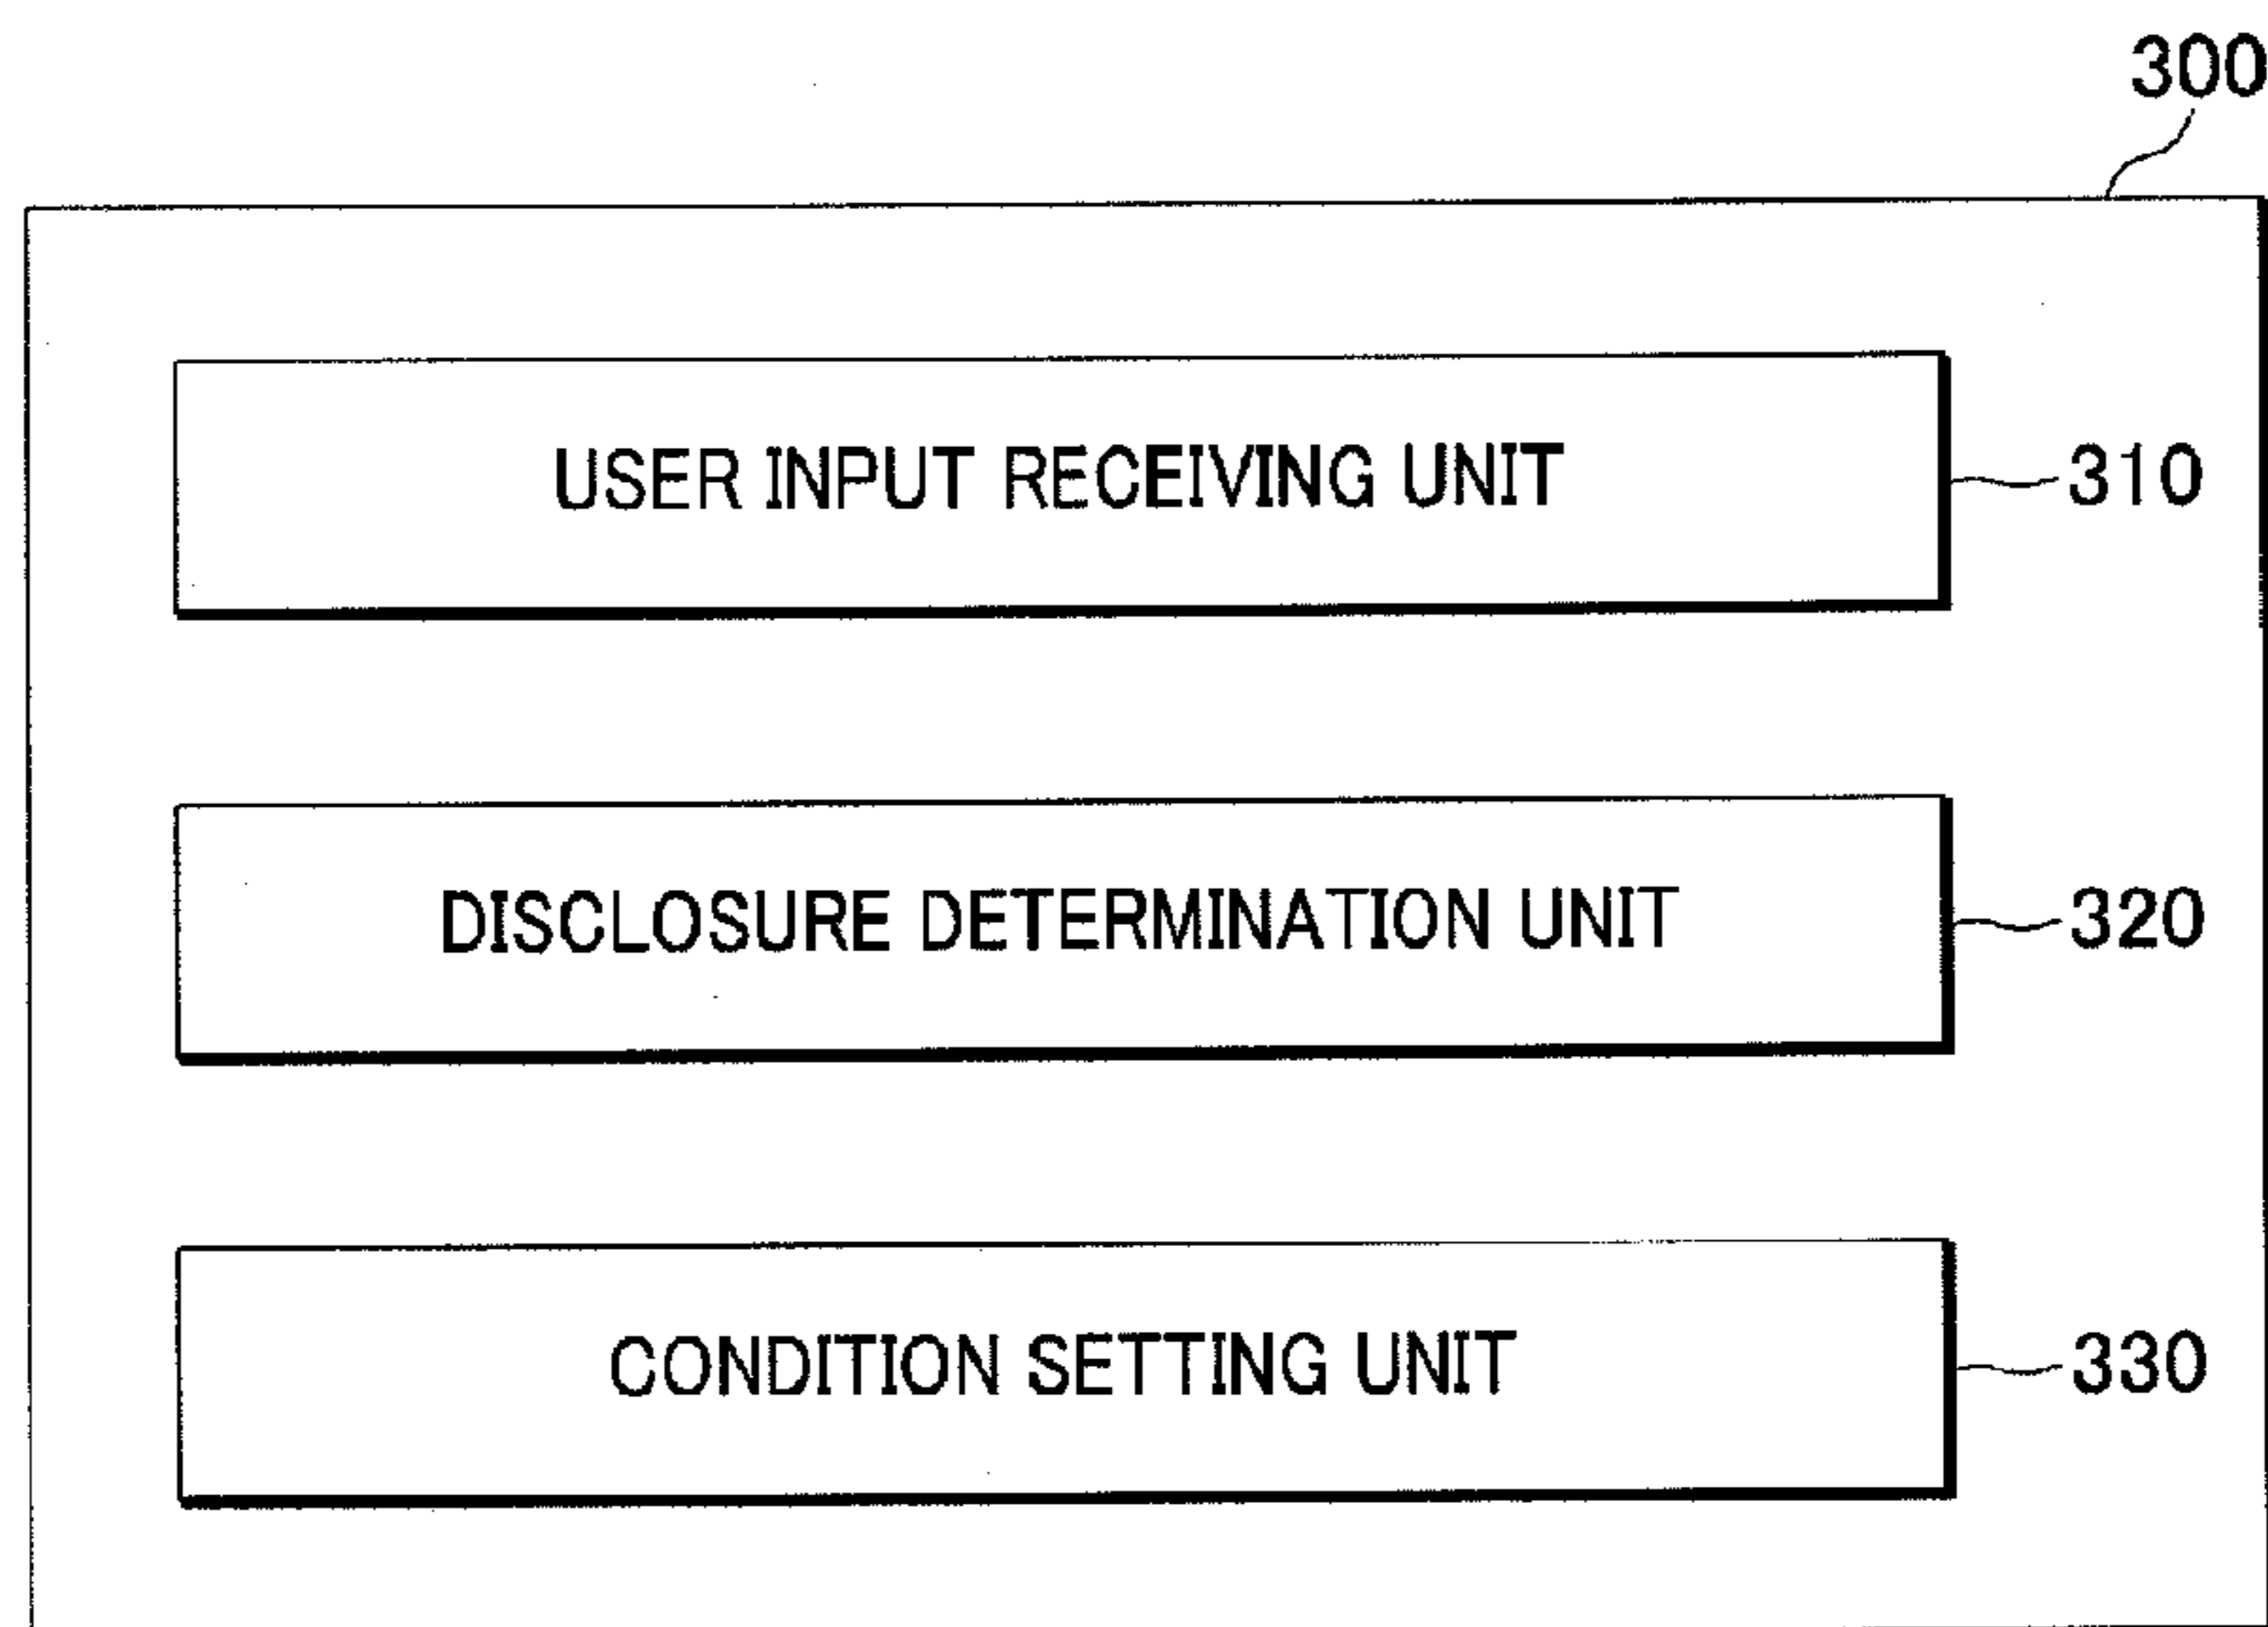 300
USER INPUT RECEIVING UNIT
310
DISCLOSURE DETERMINATION UNIT
320
CONDITION SETTING UNIT
330